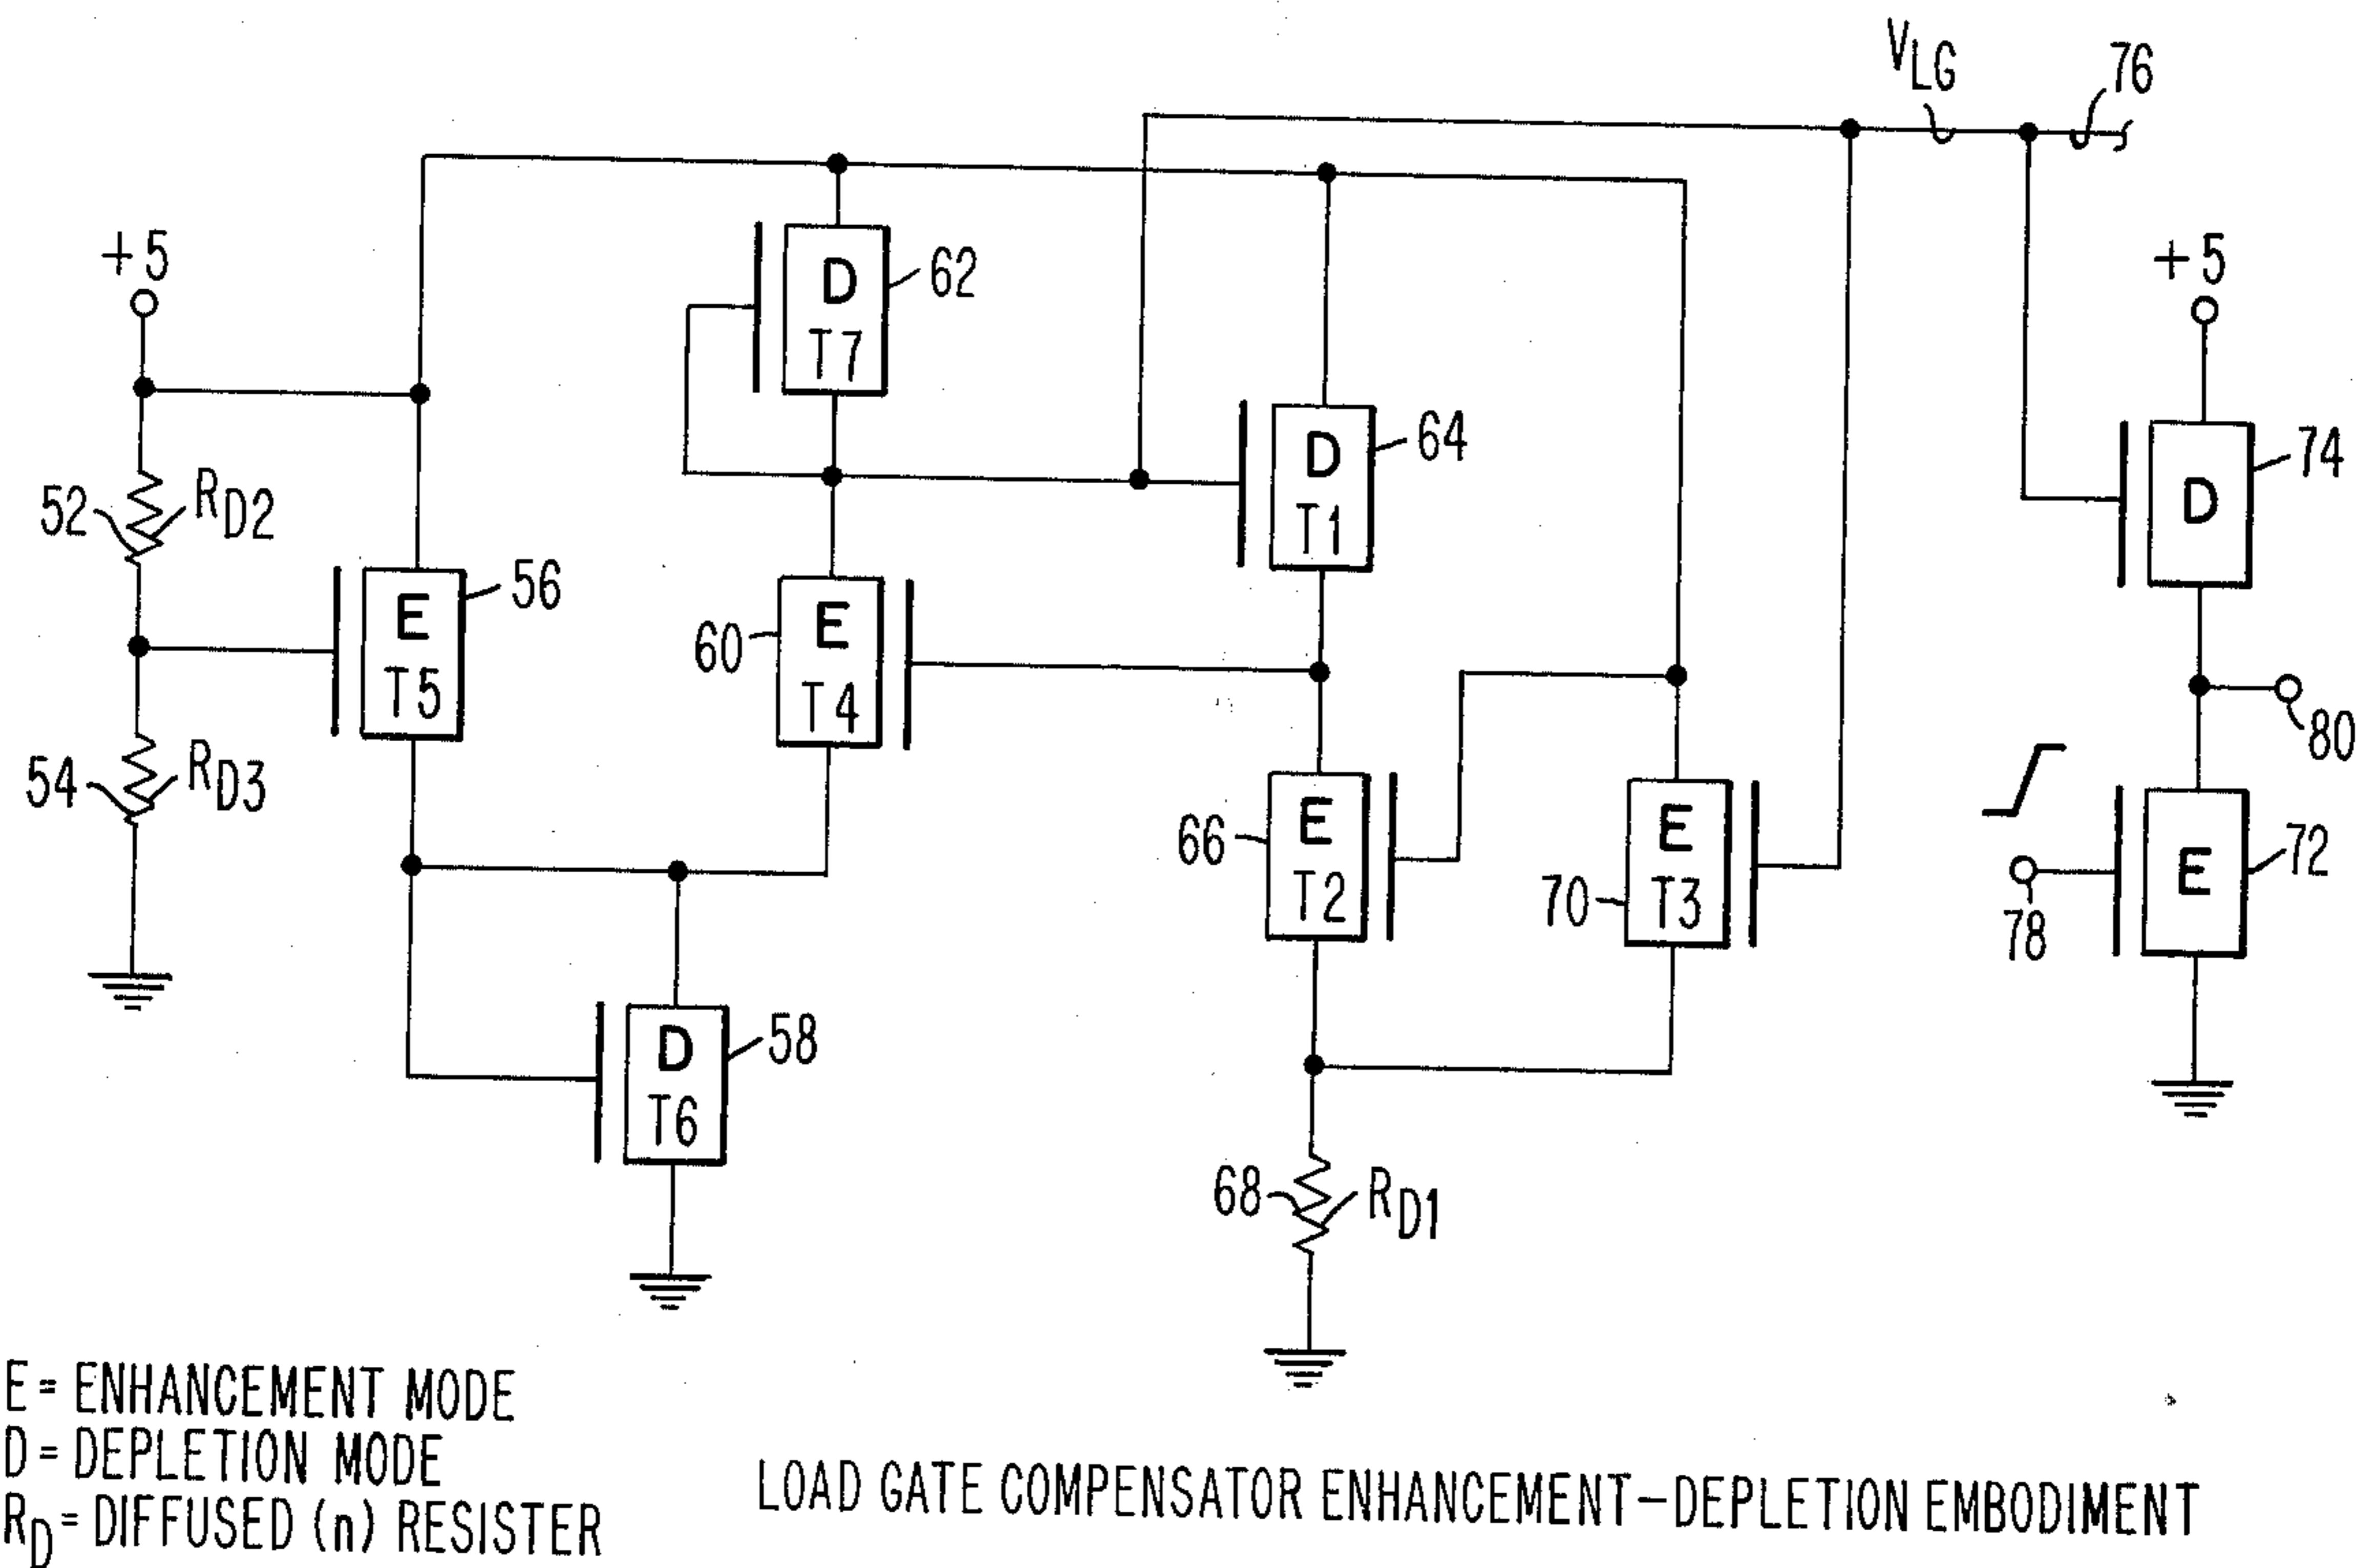 V_LG
76
+5
D
T7
62
+5
D
T1
64
D
74
52
R_D2
E
T5
56
60
E
T4
80
54
R_D3
66
E
T2
70
E
T3
78
E
72
D
T6
58
68
R_D1
E = ENHANCEMENT MODE
D = DEPLETION MODE
R_D = DIFFUSED (n) RESISTER
LOAD GATE COMPENSATOR ENHANCEMENT-DEPLETION EMBODIMENT